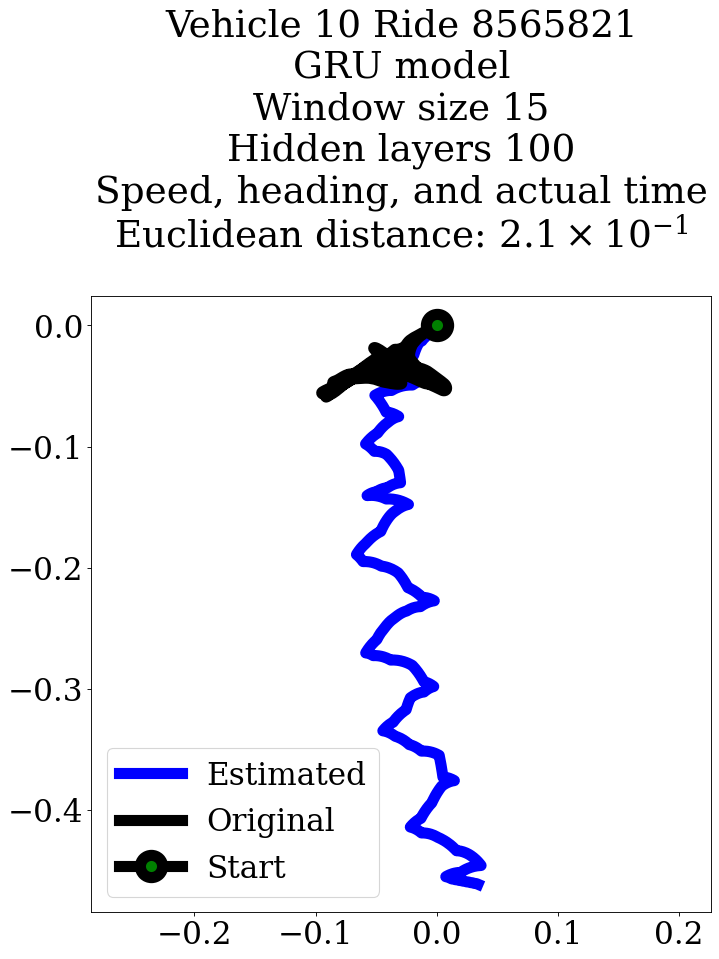 Vehicle 10 Ride 8565821
GRU model
Window size 15
Hidden layers 100
Speed, heading, and actual time
Euclidean distance: 2.1 × 10⁻¹
0.0
−0.1
−0.2
−0.3
−0.4
Estimated
Original
Start
−0.2 −0.1 0.0 0.1 0.2